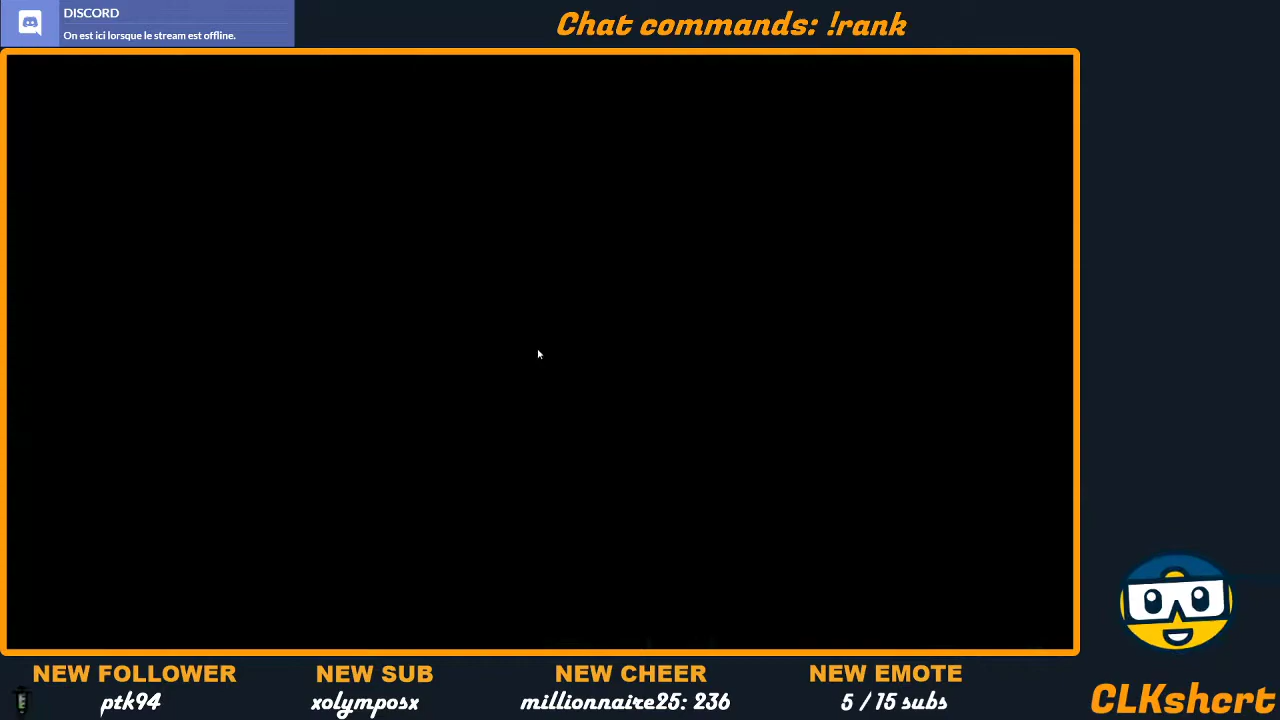 DISCORD
On est ici lorsque le stream est offline.
Chat commands: !rank
NEW FOLLOWER
ptk94
NEW SUB
xolymposx
NEW CHEER
millionnaire25: 236
NEW EMOTE
5 / 15 subs
CLKshcrt